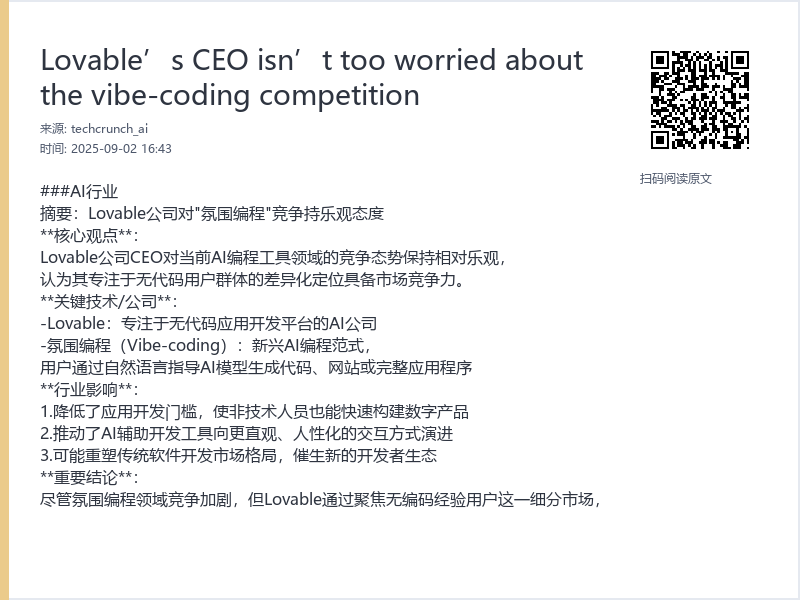 Lovable’s CEO isn’t too worried about
the vibe-coding competition
来源: techcrunch_ai
时间: 2025-09-02 16:43
扫码阅读原文
###AI行业
摘要：Lovable公司对"氛围编程"竞争持乐观态度
**核心观点**：
Lovable公司CEO对当前AI编程工具领域的竞争态势保持相对乐观，
认为其专注于无代码用户群体的差异化定位具备市场竞争力。
**关键技术/公司**：
-Lovable：专注于无代码应用开发平台的AI公司
-氛围编程（Vibe-coding）：新兴AI编程范式，
用户通过自然语言指导AI模型生成代码、网站或完整应用程序
**行业影响**：
1.降低了应用开发门槛，使非技术人员也能快速构建数字产品
2.推动了AI辅助开发工具向更直观、人性化的交互方式演进
3.可能重塑传统软件开发市场格局，催生新的开发者生态
**重要结论**：
尽管氛围编程领域竞争加剧，但Lovable通过聚焦无编码经验用户这一细分市场，